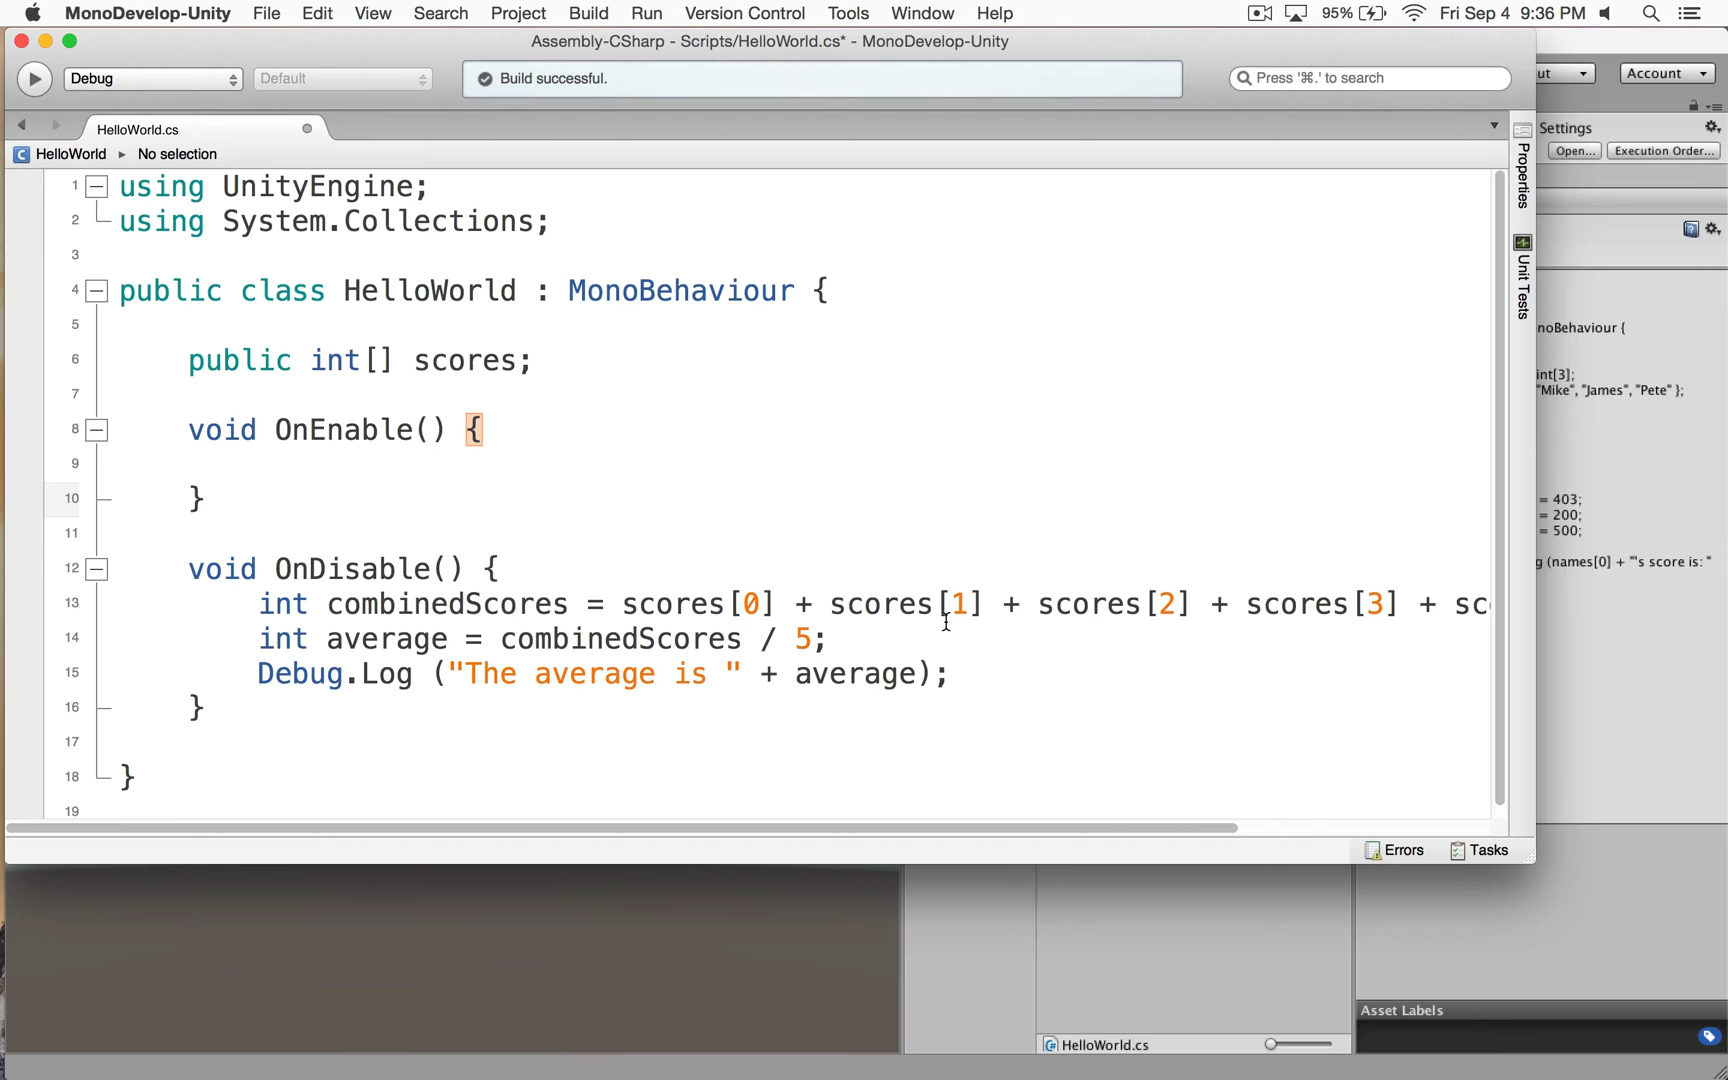 MonoDevelop-Unity File Edit View Search Project Build Run Version Control Tools Window Help 95% Fri Sep 4 9:36 PM
Assembly-CSharp - Scripts/HelloWorld.cs* - MonoDevelop-Unity
Debug Default Build successful. Press '⌘.' to search
ut Account
HelloWorld.cs
Settings
HelloWorld ▸ No selection
Open... Execution Order...
Properties
Unit Tests
1 using UnityEngine;
2 using System.Collections;
3
4 public class HelloWorld : MonoBehaviour {
5
6 public int[] scores;
7
8 void OnEnable() {
9
10 }
11
12 void OnDisable() {
13 int combinedScores = scores[0] + scores[1] + scores[2] + scores[3] + sc
14 int average = combinedScores / 5;
15 Debug.Log ("The average is " + average);
16 }
17
18 }
19
noBehaviour {
int[3];
"Mike", "James", "Pete" };
= 403;
= 200;
= 500;
g (names[0] + "'s score is: "
Errors Tasks
Asset Labels
HelloWorld.cs